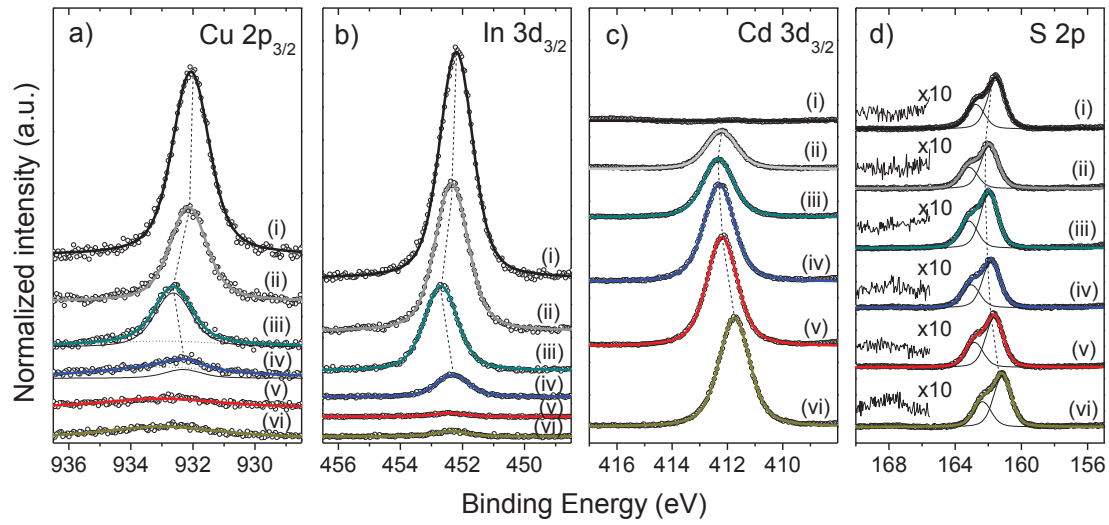 a)
Cu 2p3/2
(i)
(ii)
(iii)
(iv)
(v)
(vi)
936 934 932 930
b)
In 3d3/2
(i)
(ii)
(iii)
(iv)
(v)
(vi)
456 454 452 450
c)
Cd 3d3/2
(i)
(ii)
(iii)
(iv)
(v)
(vi)
416 414 412 410
d)
S 2p
x10
(i)
x10
(ii)
x10
(iii)
x10
(iv)
x10
(v)
x10
(vi)
168 164 160 156
Normalized intensity (a.u.)
Binding Energy (eV)